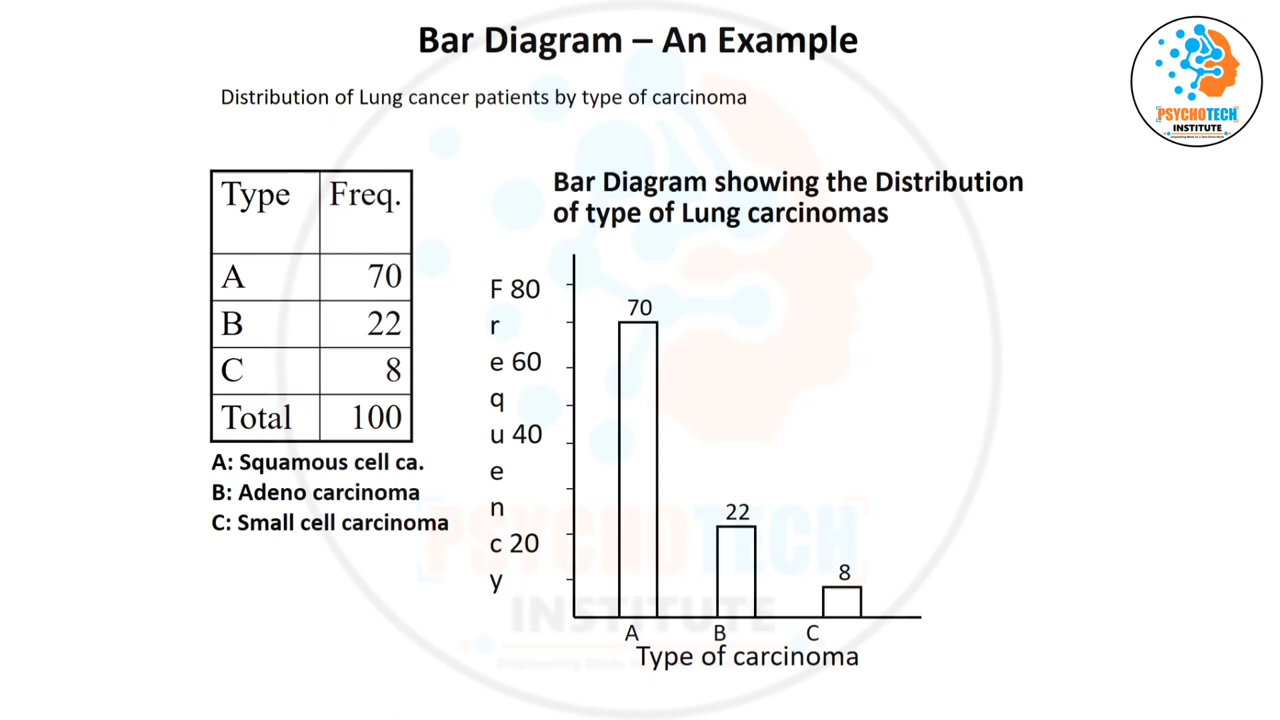 Bar Diagram – An Example
PSYCHOTECH
INSTITUTE
Distribution of Lung cancer patients by type of carcinoma
Type Freq.
A 70
B 22
C 8
Total 100
A: Squamous cell ca.
B: Adeno carcinoma
C: Small cell carcinoma
Bar Diagram showing the Distribution
of type of Lung carcinomas
F 80
r
e 60
q
u 40
e
n
c 20
y
70
22
8
A B C
Type of carcinoma
PSYCHOTECH
INSTITUTE